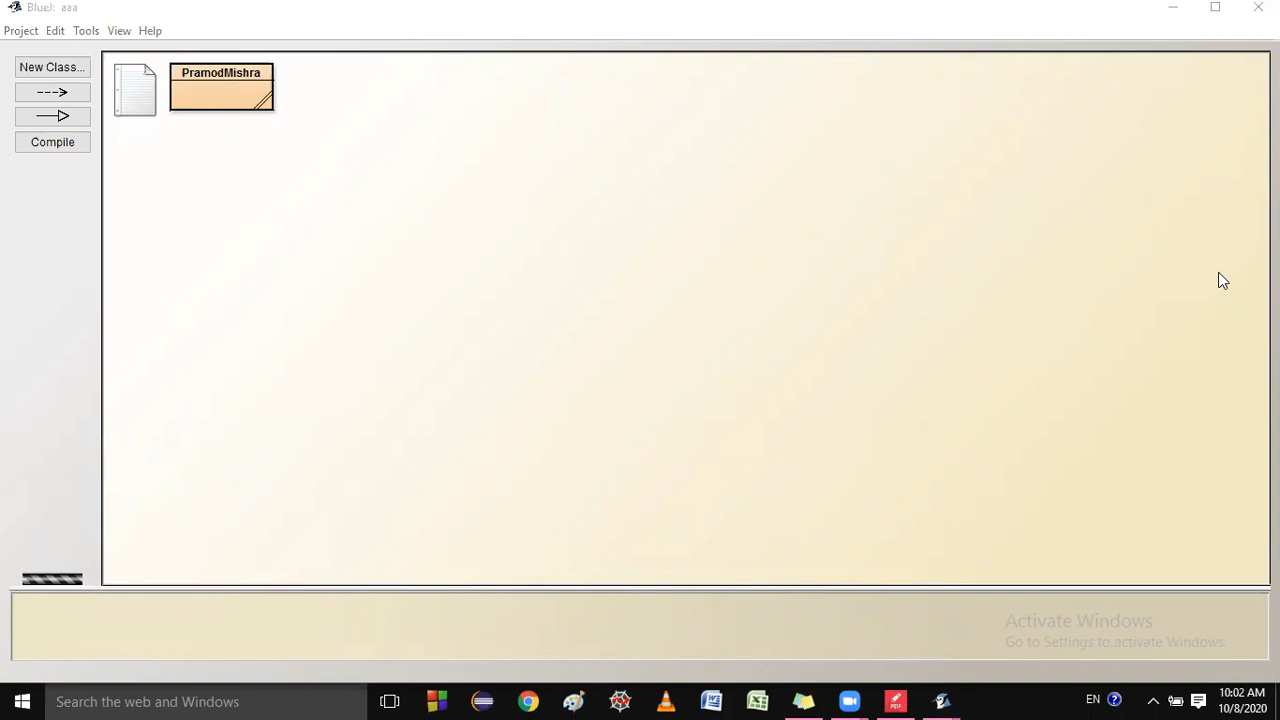 BlueJ: aaa
Project Edit Tools View Help
New Class...
PramodMishra
Compile
Activate Windows
Go to Settings to activate Windows.
Search the web and Windows
PDF
EN
10:02 AM
10/8/2020